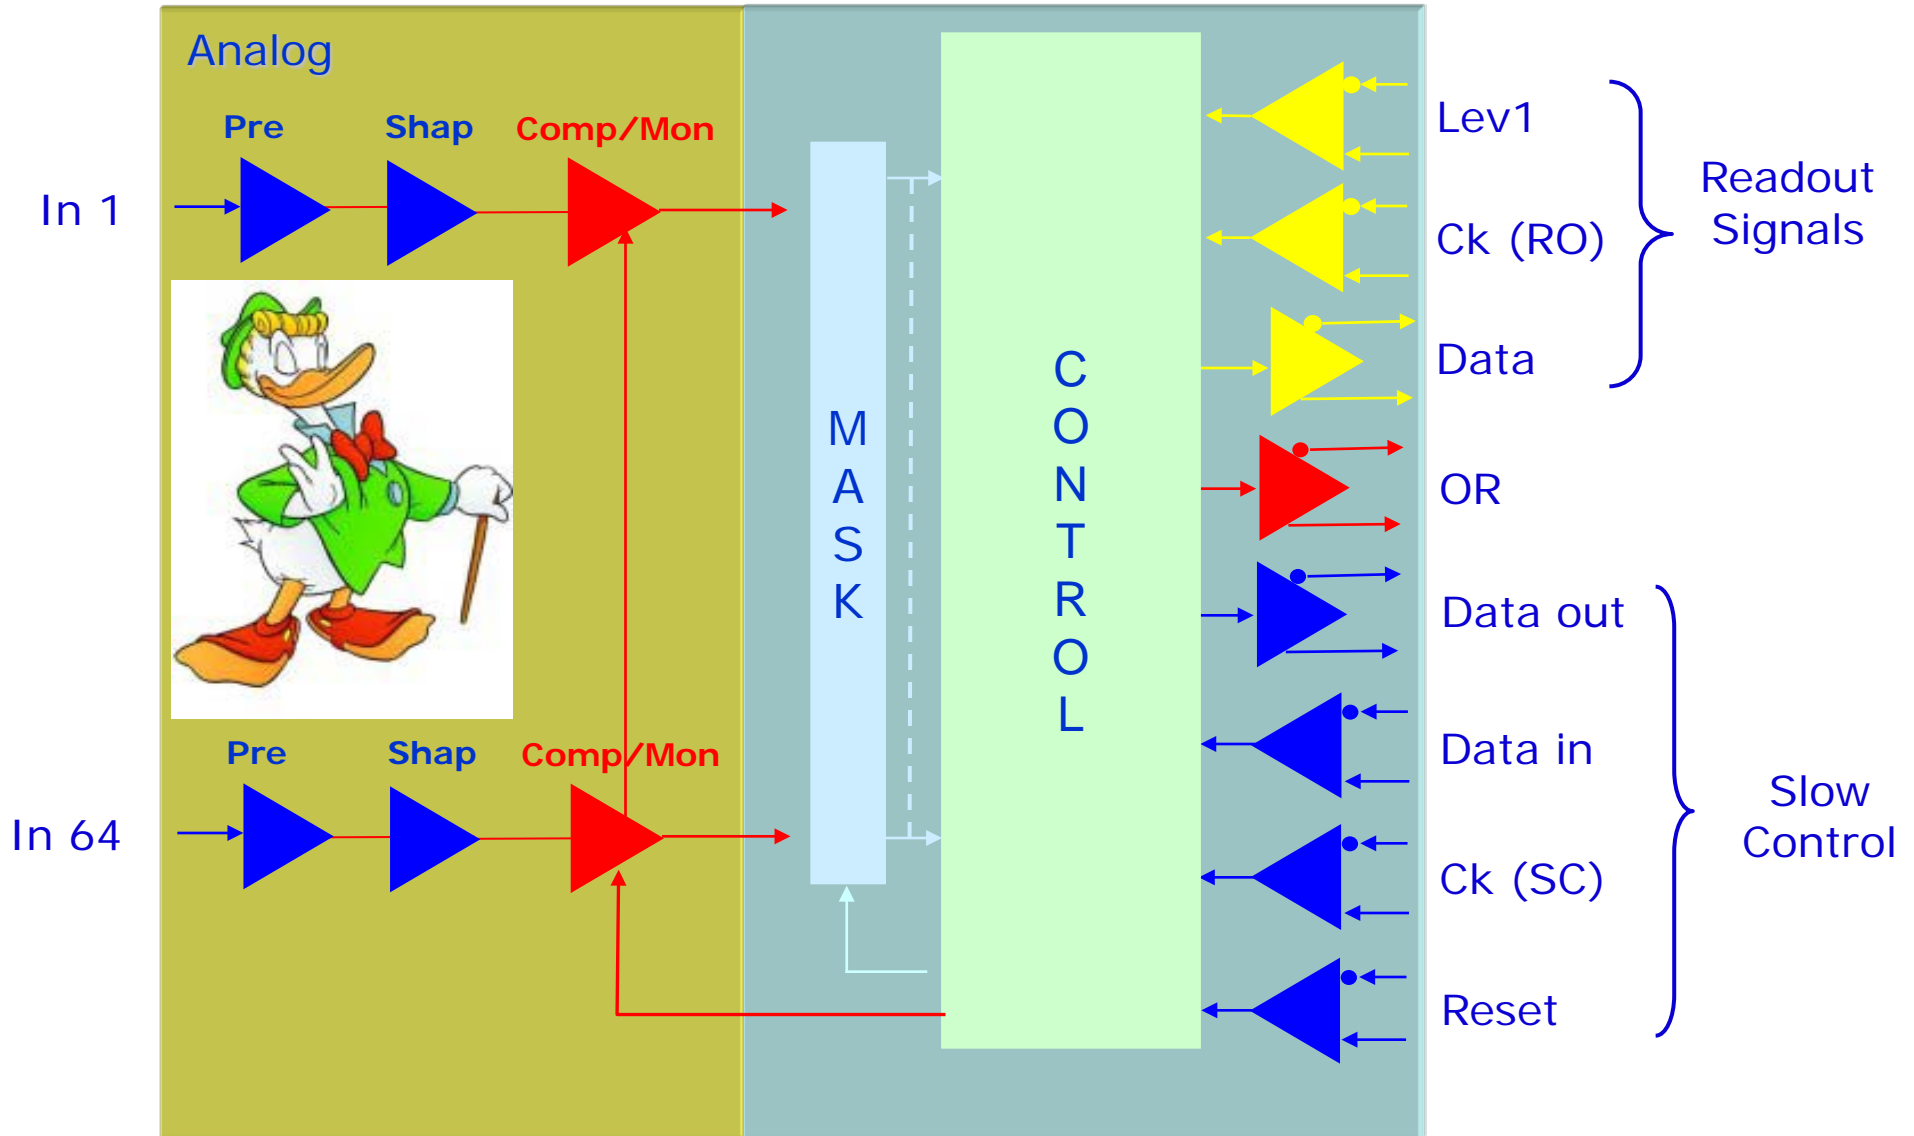 Analog
Pre Shap Comp/Mon
In 1
Pre Shap Comp/Mon
In 64
MASK
CONTROL
Lev1
Ck (RO)
Data
Readout
Signals
OR
Data out
Data in
Ck (SC)
Reset
Slow
Control